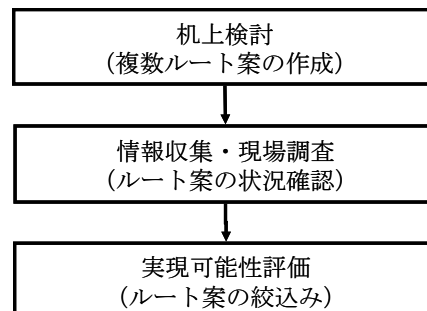 机上検討
(複数ルート案の作成)
情報収集・現場調査
(ルート案の状況確認)
実現可能性評価
(ルート案の絞込み)